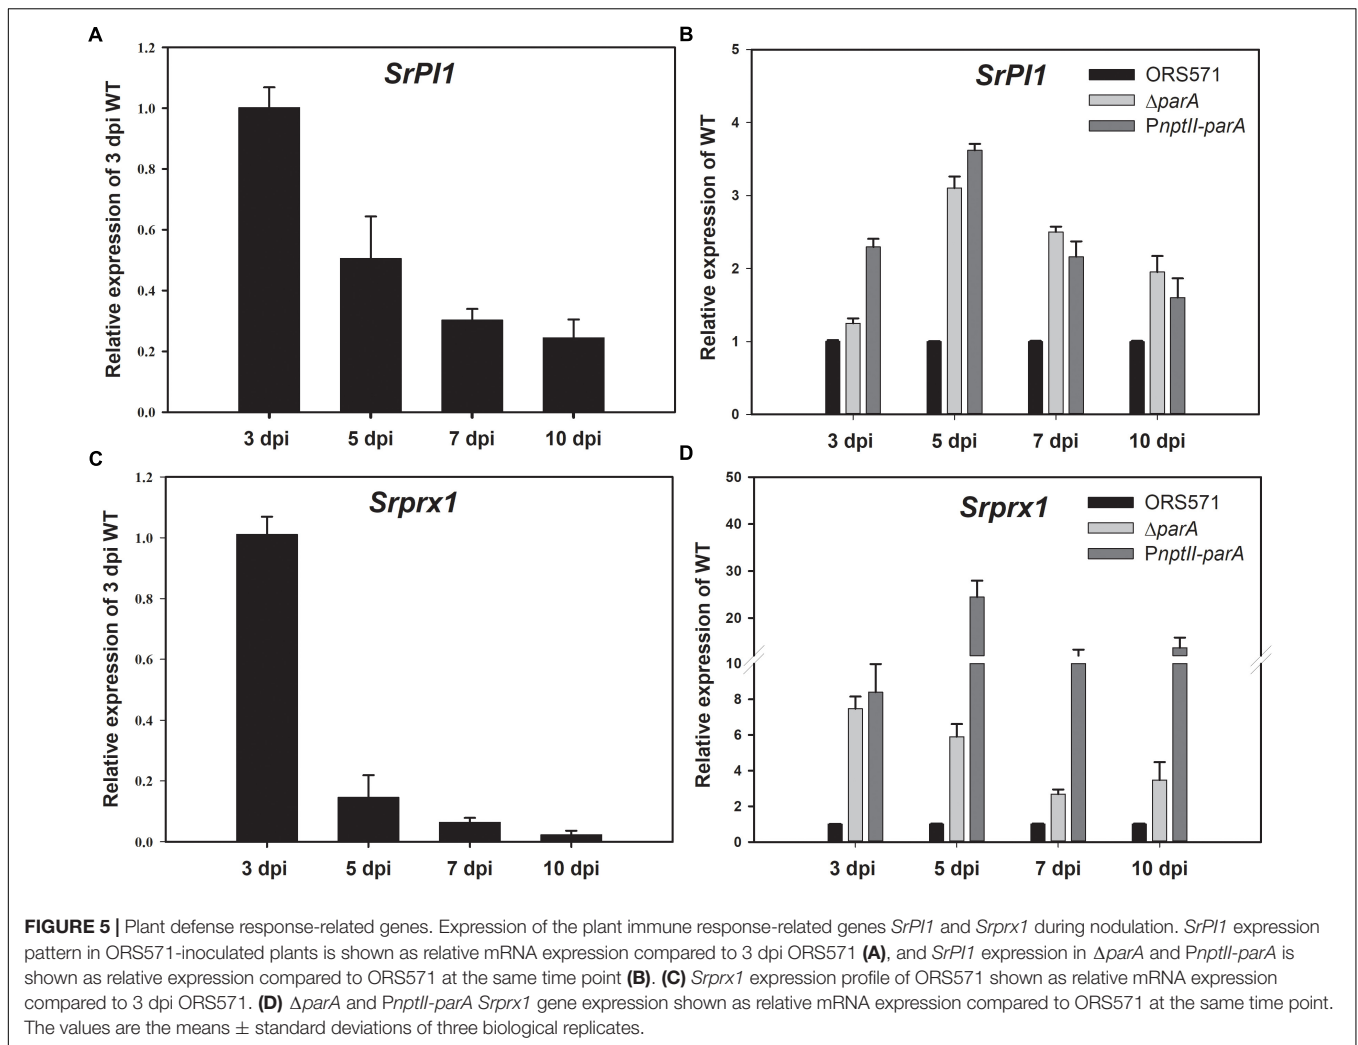 A
SrPI1
Relative expression of 3 dpi WT
1.2
1.0
0.8
0.6
0.4
0.2
0.0
3 dpi 5 dpi 7 dpi 10 dpi
B
SrPI1
ORS571
ΔparA
PnptII-parA
Relative expression of WT
5
4
3
2
1
0
3 dpi 5 dpi 7 dpi 10 dpi
C
Srprx1
Relative expression of 3 dpi WT
1.2
1.0
0.8
0.6
0.4
0.2
0.0
3 dpi 5 dpi 7 dpi 10 dpi
D
Srprx1
ORS571
ΔparA
PnptII-parA
Relative expression of WT
50
40
30
20
10
8
6
4
2
0
3 dpi 5 dpi 7 dpi 10 dpi
FIGURE 5 | Plant defense response-related genes. Expression of the plant immune response-related genes SrPI1 and Srprx1 during nodulation. SrPI1 expression
pattern in ORS571-inoculated plants is shown as relative mRNA expression compared to 3 dpi ORS571 (A), and SrPI1 expression in ΔparA and PnptII-parA is
shown as relative expression compared to ORS571 at the same time point (B). (C) Srprx1 expression profile of ORS571 shown as relative mRNA expression
compared to 3 dpi ORS571. (D) ΔparA and PnptII-parA Srprx1 gene expression shown as relative mRNA expression compared to ORS571 at the same time point.
The values are the means ± standard deviations of three biological replicates.